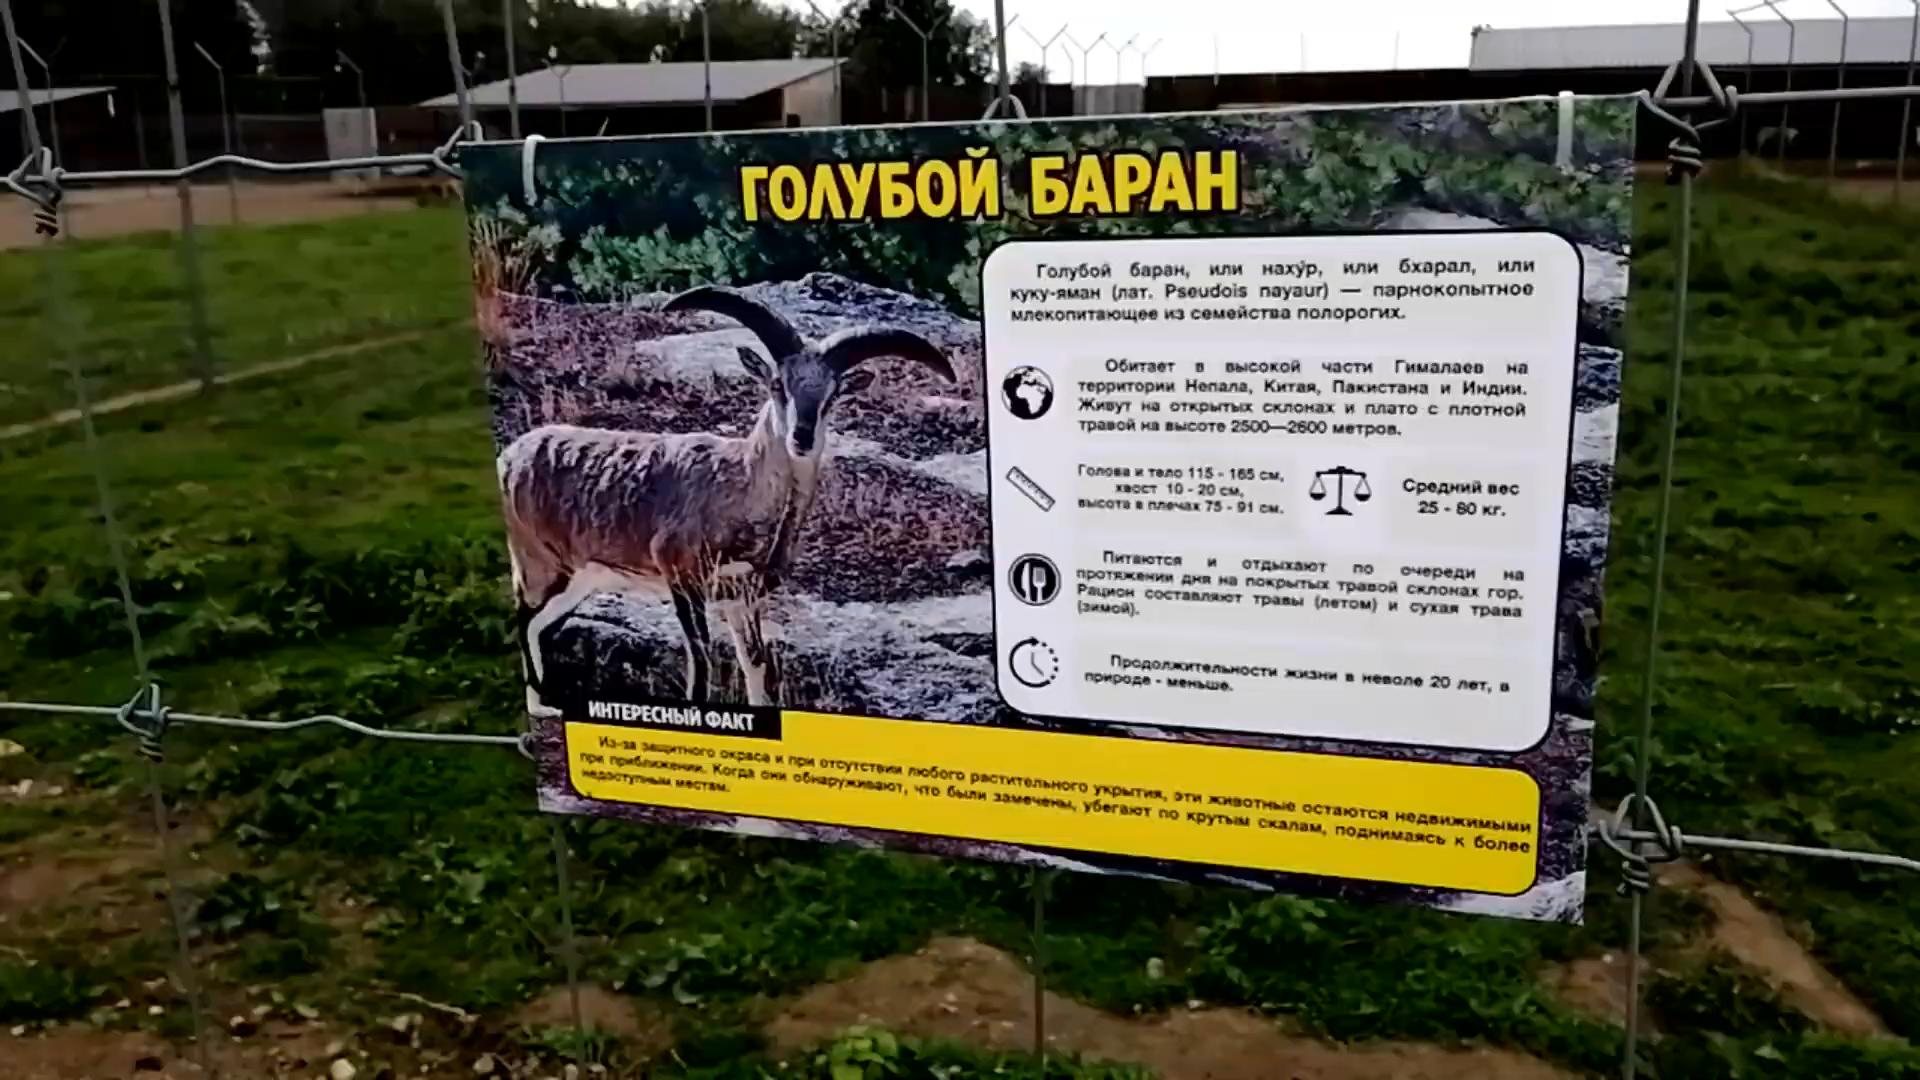 ГОЛУБОЙ БАРАН
Голубой баран, или наху́р, или бхарал, или
куку-яман (лат. Pseudois nayaur) — парнокопытное
млекопитающее из семейства полорогих.
Обитает в высокой части Гималаев на
территории Непала, Китая, Пакистана и Индии.
Живут на открытых склонах и плато с плотной
травой на высоте 2500—2600 метров.
Голова и тело 115 - 165 см,
хвост 10 - 20 см,
высота в плечах 75 - 91 см.
Средний вес
25 - 80 кг.
Питаются и отдыхают по очереди на
протяжении дня на покрытых травой склонах гор.
Рацион составляют травы (летом) и сухая трава
(зимой).
Продолжительности жизни в неволе 20 лет, в
природе - меньше.
ИНТЕРЕСНЫЙ ФАКТ
Из-за защитного окраса и при отсутствии любого растительного укрытия, эти животные остаются недвижимыми
при приближении. Когда они обнаруживают, что были замечены, убегают по крутым скалам, поднимаясь к более
недоступным местам.